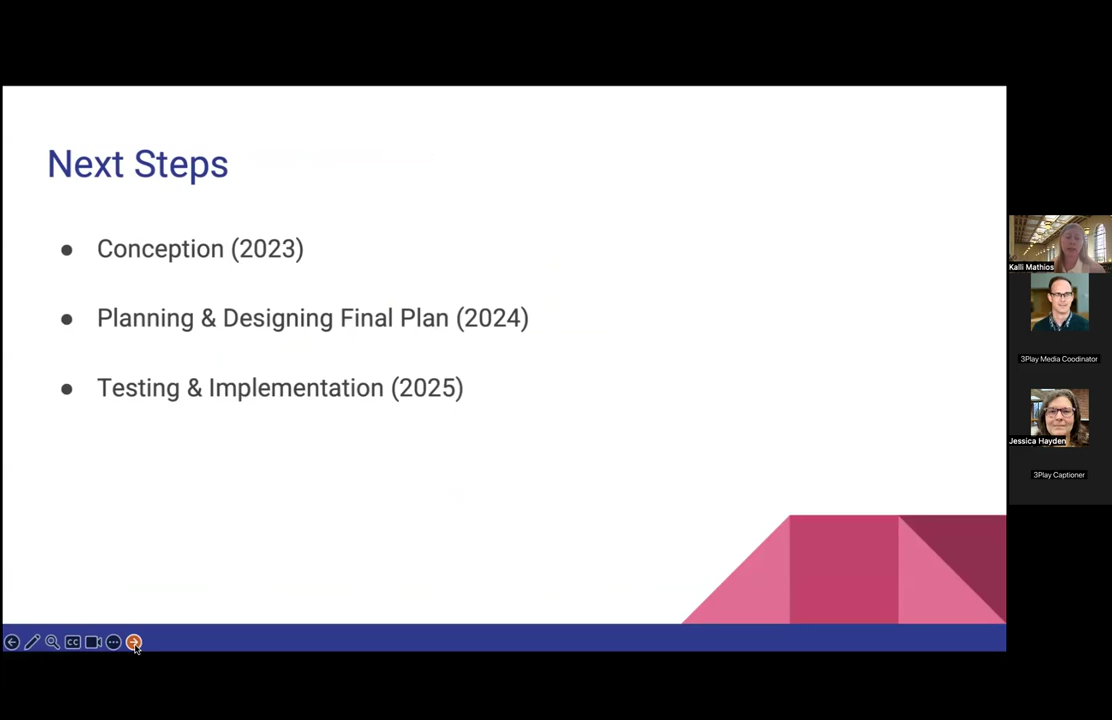 Next Steps
● Conception (2023)
● Planning & Designing Final Plan (2024)
● Testing & Implementation (2025)
CC
Kalli Mathios
3Play Media Coodinator
Jessica Hayden
3Play Captioner